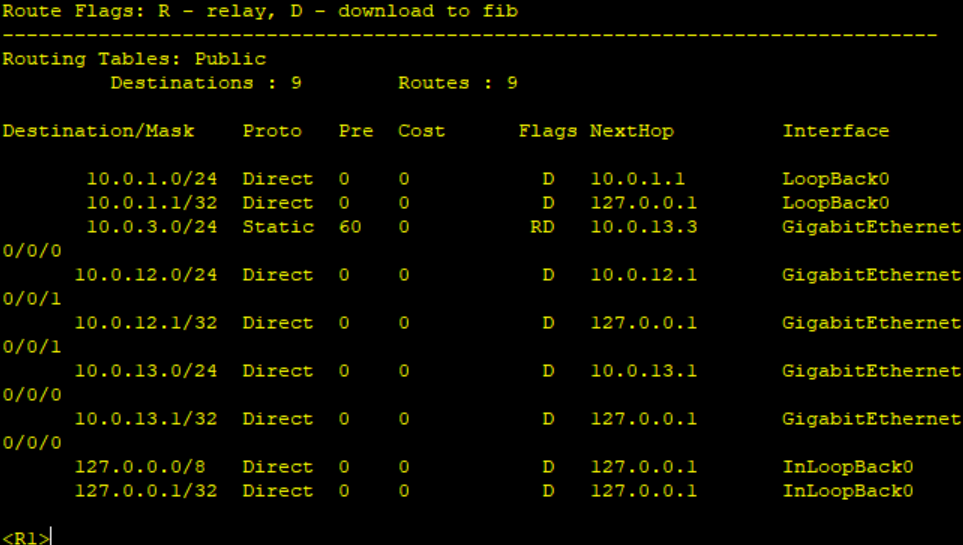 Route Flags: R - relay, D - download to fib
------------------------------------------------------------------------------
Routing Tables: Public
         Destinations : 9        Routes : 9

Destination/Mask    Proto   Pre  Cost      Flags NextHop         Interface

       10.0.1.0/24  Direct  0    0           D   10.0.1.1        LoopBack0
       10.0.1.1/32  Direct  0    0           D   127.0.0.1       LoopBack0
       10.0.3.0/24  Static  60   0          RD   10.0.13.3       GigabitEthernet
0/0/0
      10.0.12.0/24  Direct  0    0           D   10.0.12.1       GigabitEthernet
0/0/1
      10.0.12.1/32  Direct  0    0           D   127.0.0.1       GigabitEthernet
0/0/1
      10.0.13.0/24  Direct  0    0           D   10.0.13.1       GigabitEthernet
0/0/0
      10.0.13.1/32  Direct  0    0           D   127.0.0.1       GigabitEthernet
0/0/0
      127.0.0.0/8   Direct  0    0           D   127.0.0.1       InLoopBack0
      127.0.0.1/32  Direct  0    0           D   127.0.0.1       InLoopBack0

<R1>